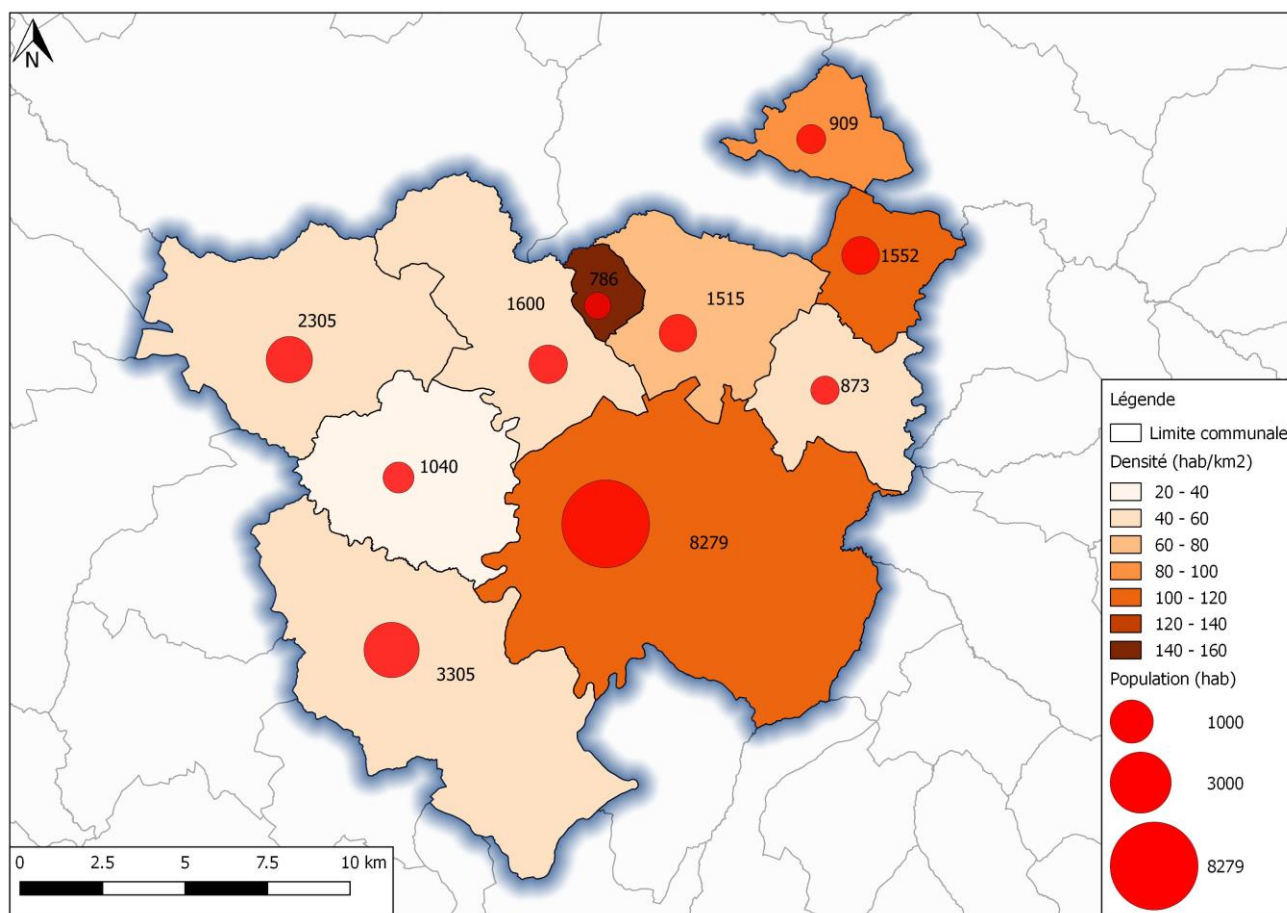 N
909
1552
786
1515
1600
2305
873
1040
8279
3305
0 2.5 5 7.5 10 km
Légende
Limite communale
Densité (hab/km2)
20 - 40
40 - 60
60 - 80
80 - 100
100 - 120
120 - 140
140 - 160
Population (hab)
1000
3000
8279